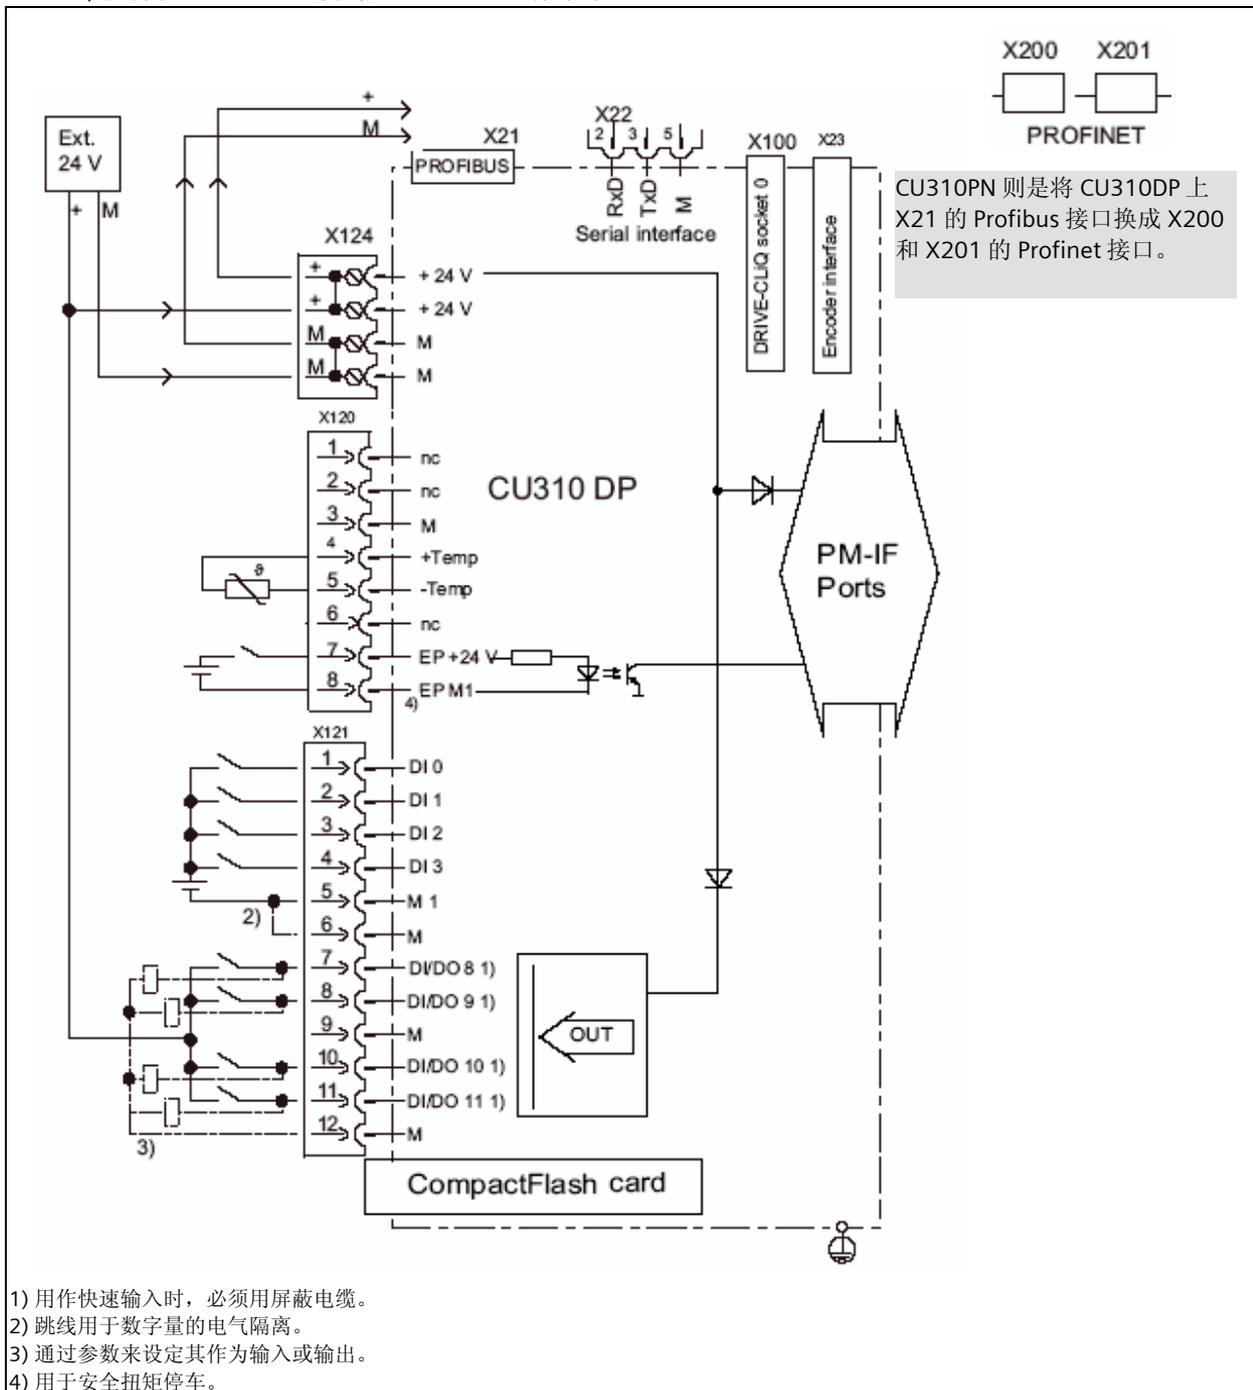 X200 X201
PROFINET
CU310PN 则是将 CU310DP 上
X21 的 Profibus 接口换成 X200
和 X201 的 Profinet 接口。
Ext.
24 V
+ M
+
M
X21
PROFIBUS
X22
2 3 5
RxD
TxD
M
Serial interface
X100
DRIVE-CLiQ socket 0
X23
Encoder interface
X124
+ +24 V
+ +24 V
M M
M M
X120
1 nc
2 nc
3 M
4 +Temp
ϑ
5 -Temp
6 nc
7 EP +24 V
8 EP M1
4)
CU310 DP
PM-IF
Ports
X121
1 DI 0
2 DI 1
3 DI 2
4 DI 3
5 M 1
2)
6 M
7 DI/DO 8 1)
8 DI/DO 9 1)
9 M
10 DI/DO 10 1)
11 DI/DO 11 1)
12 M
3)
OUT
CompactFlash card
1) 用作快速输入时，必须用屏蔽电缆。
2) 跳线用于数字量的电气隔离。
3) 通过参数来设定其作为输入或输出。
4) 用于安全扭矩停车。